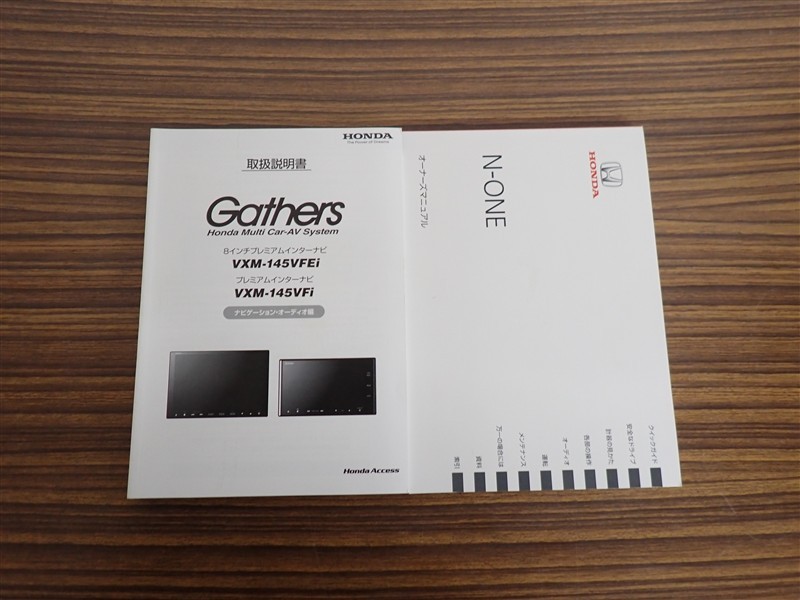 HONDA
The Power of Dreams
取扱説明書
Gathers
Honda Multi Car-AV System
8インチプレミアムインターナビ
VXM-145VFEi
プレミアムインターナビ
VXM-145VFi
ナビゲーション・オーディオ編
Honda Access
HONDA
N-ONE
オーナーズマニュアル
クイックガイド
安全なドライブ
計器の見かた
各部の操作
オーディオ
運転
メンテナンス
万一の場合には
資料
索引